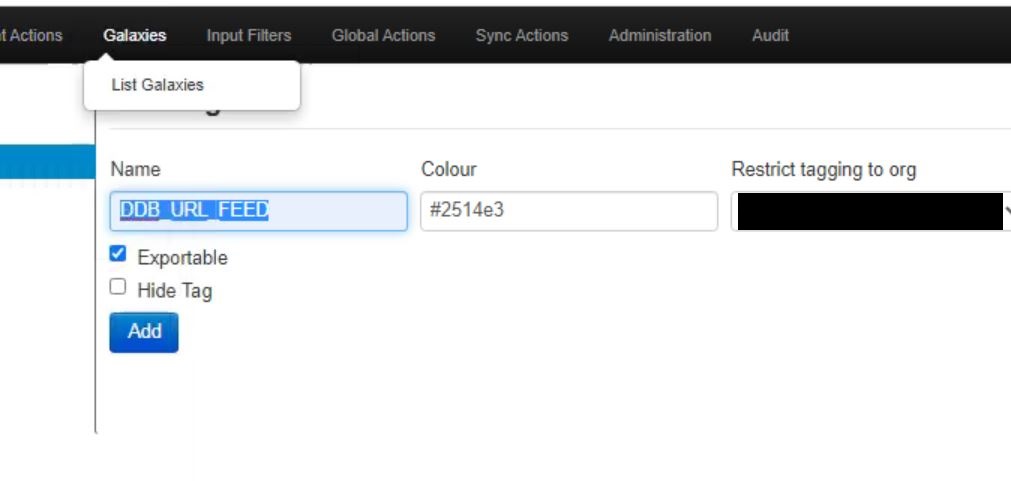 t Actions Galaxies Input Filters Global Actions Sync Actions Administration Audit
List Galaxies
Name Colour Restrict tagging to org
DDB_URL_FEED #2514e3
Exportable
Hide Tag
Add